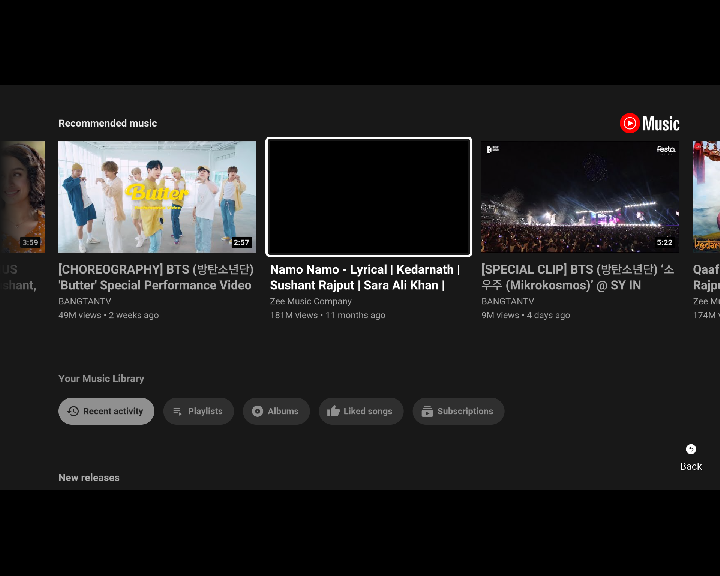 Recommended music
Music
3:59
Butter
2:57
festa
5:22
[CHOREOGRAPHY] BTS (방탄소년단)
'Butter' Special Performance Video
BANGTANTV
49M views • 2 weeks ago
Namo Namo - Lyrical | Kedarnath |
Sushant Rajput | Sara Ali Khan |
Zee Music Company
181M views • 11 months ago
[SPECIAL CLIP] BTS (방탄소년단) ‘소
우주 (Mikrokosmos)’ @ SY IN
BANGTANTV
9M views • 4 days ago
Qaaf
Rajpu
Zee Mu
174M v
Your Music Library
Recent activity
Playlists
Albums
Liked songs
Subscriptions
Back
New releases